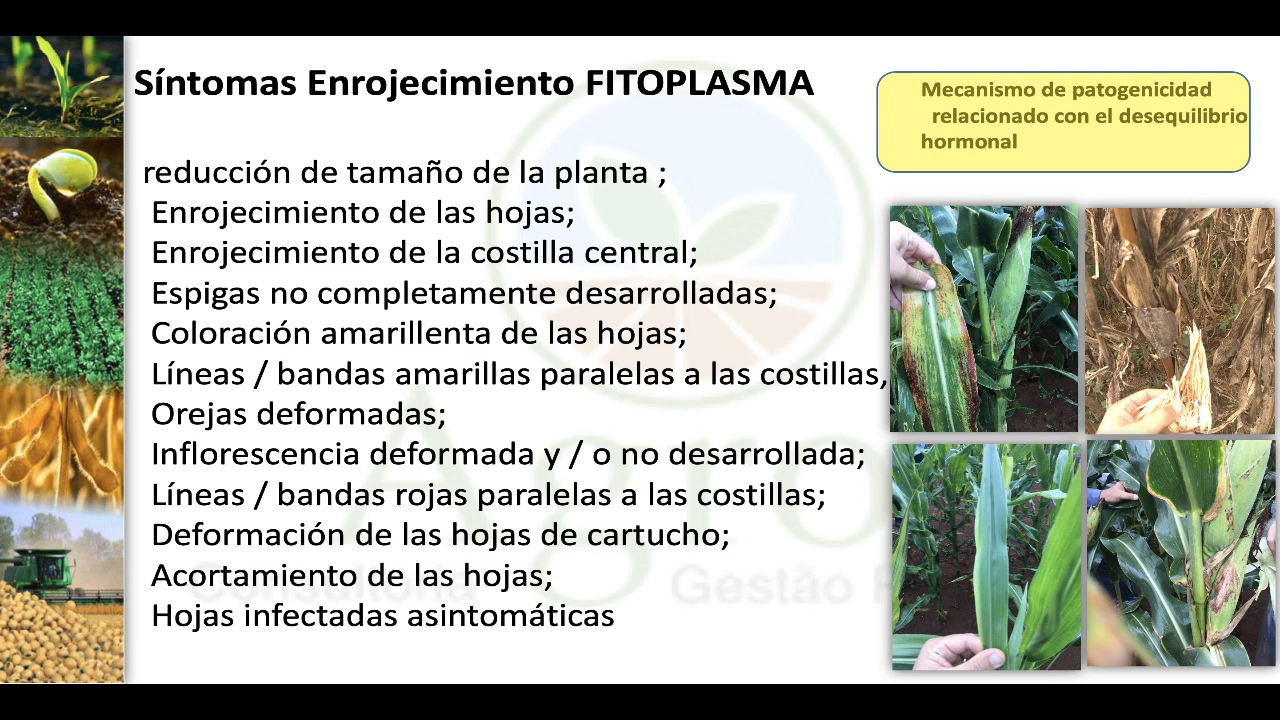 Síntomas Enrojecimiento FITOPLASMA
Mecanismo de patogenicidad
relacionado con el desequilibrio
hormonal
reducción de tamaño de la planta ;
Enrojecimiento de las hojas;
Enrojecimiento de la costilla central;
Espigas no completamente desarrolladas;
Coloración amarillenta de las hojas;
Líneas / bandas amarillas paralelas a las costillas,
Orejas deformadas;
Inflorescencia deformada y / o no desarrollada;
Líneas / bandas rojas paralelas a las costillas;
Deformación de las hojas de cartucho;
Acortamiento de las hojas;
Hojas infectadas asintomáticas
Agro
Consultoria
Gestão